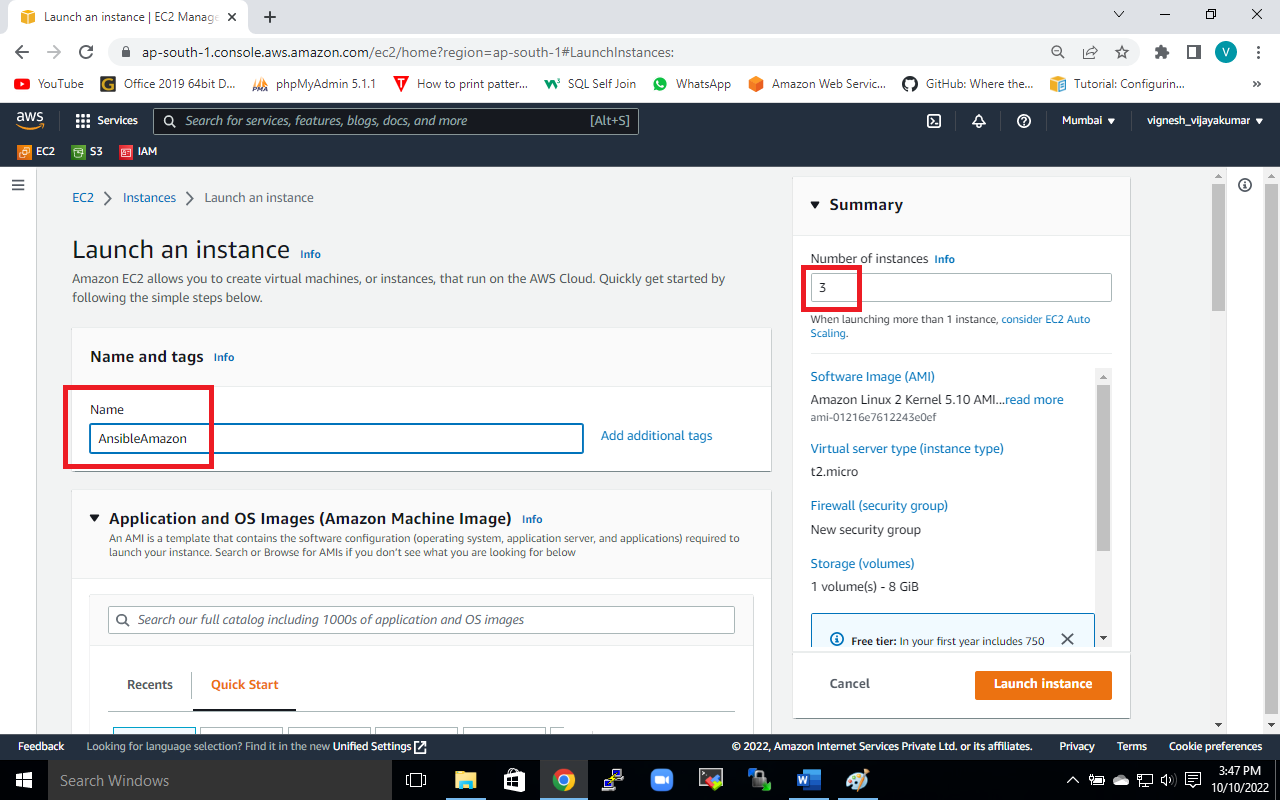 Launch an instance | EC2 Manage
ap-south-1.console.aws.amazon.com/ec2/home?region=ap-south-1#LaunchInstances:
V
YouTube
Office 2019 64bit D...
phpMyAdmin 5.1.1
How to print patter...
SQL Self Join
WhatsApp
Amazon Web Servic...
GitHub: Where the...
Tutorial: Configurin...
aws
Services
Search for services, features, blogs, docs, and more
[Alt+S]
Mumbai
vignesh_vijayakumar
EC2
S3
IAM
EC2
Instances
Launch an instance
Launch an instance Info
Amazon EC2 allows you to create virtual machines, or instances, that run on the AWS Cloud. Quickly get started by
following the simple steps below.
Name and tags Info
Name
AnsibleAmazon
Add additional tags
Application and OS Images (Amazon Machine Image) Info
An AMI is a template that contains the software configuration (operating system, application server, and applications) required to
launch your instance. Search or Browse for AMIs if you don't see what you are looking for below
Search our full catalog including 1000s of application and OS images
Recents
Quick Start
Summary
Number of instances Info
3
When launching more than 1 instance, consider EC2 Auto
Scaling.
Software Image (AMI)
Amazon Linux 2 Kernel 5.10 AMI...read more
ami-01216e7612243e0ef
Virtual server type (instance type)
t2.micro
Firewall (security group)
New security group
Storage (volumes)
1 volume(s) - 8 GiB
Free tier: In your first year includes 750
Cancel
Launch instance
Feedback
Looking for language selection? Find it in the new Unified Settings
© 2022, Amazon Internet Services Private Ltd. or its affiliates.
Privacy
Terms
Cookie preferences
Search Windows
3:47 PM
10/10/2022